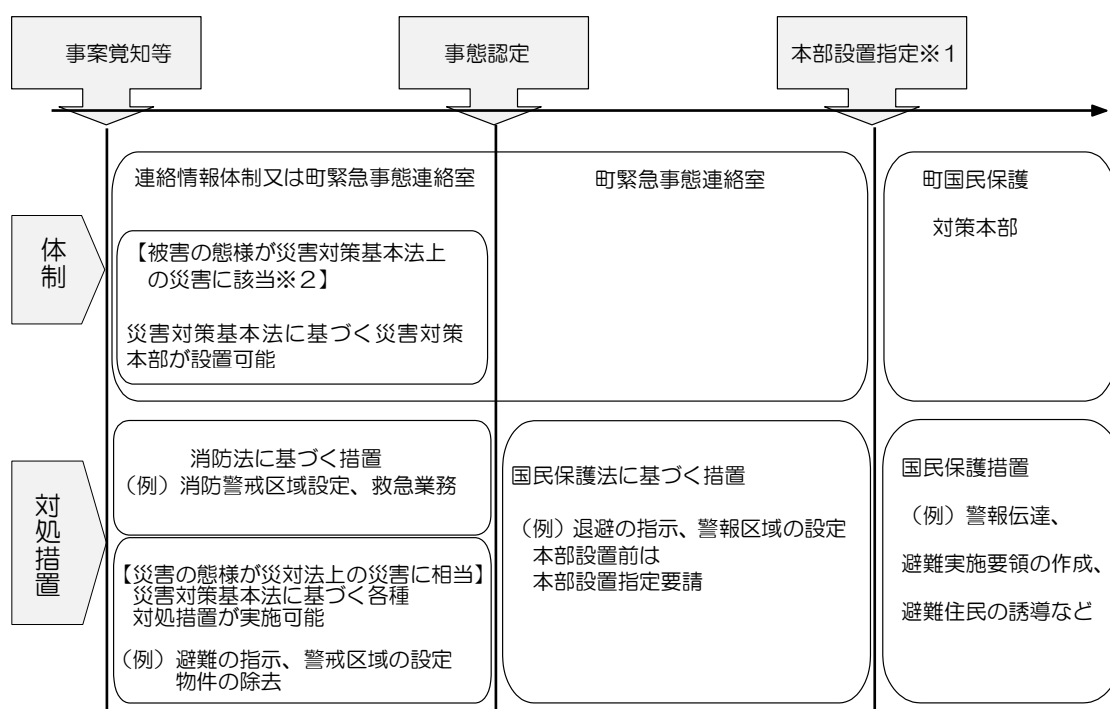 事案覚知等
事態認定
本部設置指定※1
体制
連絡情報体制又は町緊急事態連絡室
【被害の態様が災害対策基本法上
の災害に該当※2】
災害対策基本法に基づく災害対策
本部が設置可能
町緊急事態連絡室
町国民保護
対策本部
対処措置
消防法に基づく措置
(例)消防警戒区域設定、救急業務
【災害の態様が災対法上の災害に相当】
災害対策基本法に基づく各種
対処措置が実施可能
(例)避難の指示、警戒区域の設定
物件の除去
国民保護法に基づく措置
(例)退避の指示、警報区域の設定
本部設置前は
本部設置指定要請
国民保護措置
(例)警報伝達、
避難実施要領の作成、
避難住民の誘導など